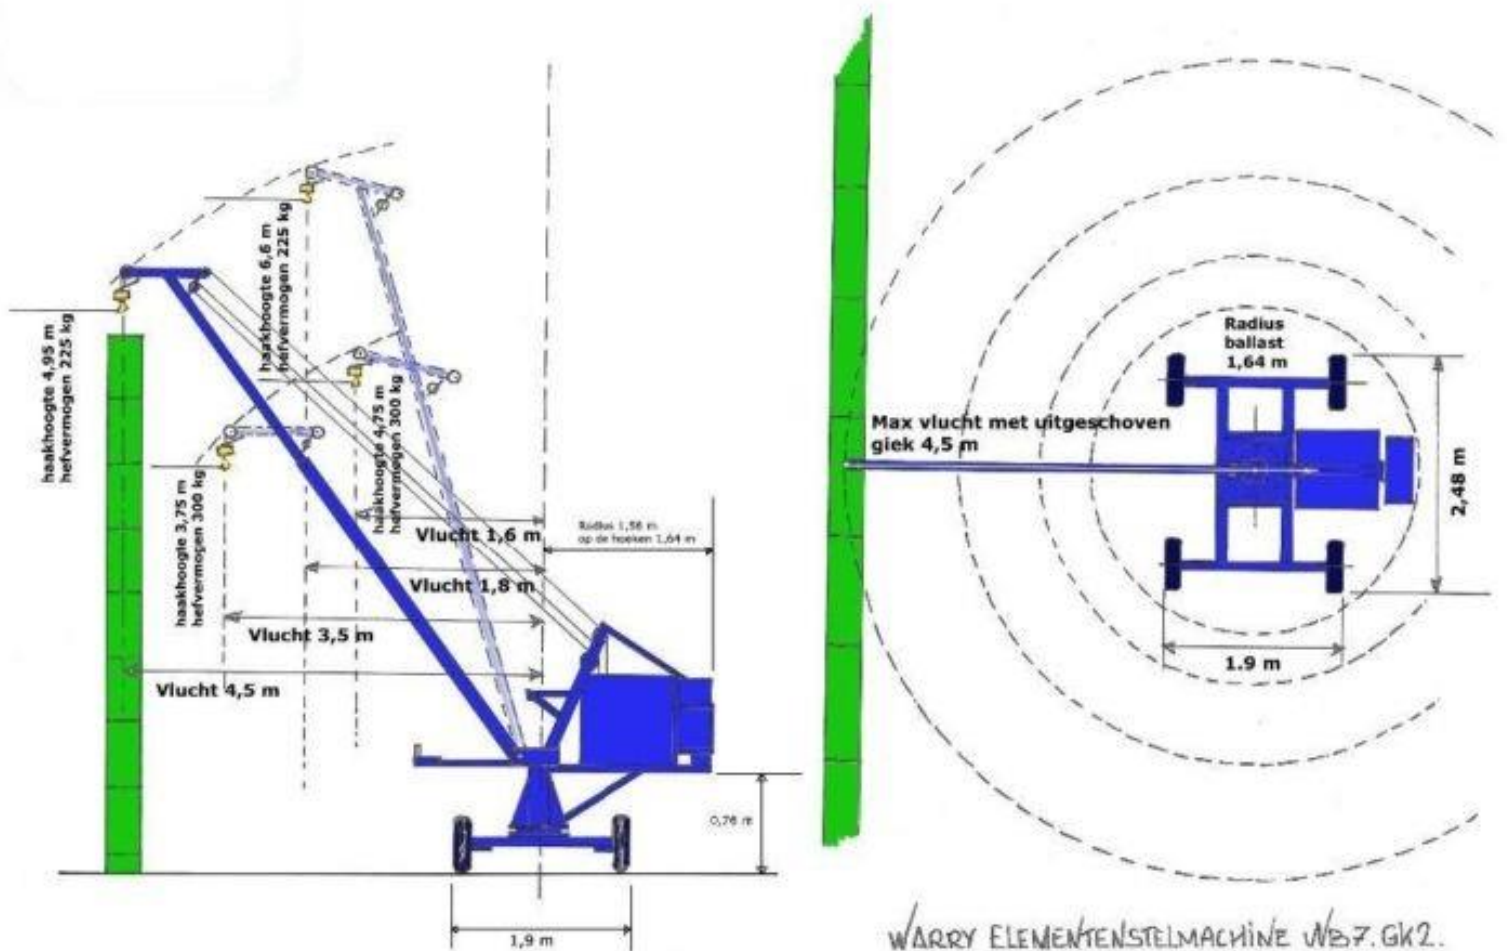 haakhoogte 6,6 m
hefvermogen 225 kg
haakhoogte 4,95 m
hefvermogen 225 kg
haakhoogte 4,75 m
hefvermogen 300 kg
haakhoogte 3,75 m
hefvermogen 300 kg
Vlucht 1,6 m
Radius 1,56 m
op de hoeken 1,64 m
Vlucht 1,8 m
Vlucht 3,5 m
Vlucht 4,5 m
0,76 m
1,9 m
Radius
ballast
1,64 m
Max vlucht met uitgeschoven
giek 4,5 m
2,48 m
1.9 m
WARRY ELEMENTENSTELMACHINE WB7.GK2.